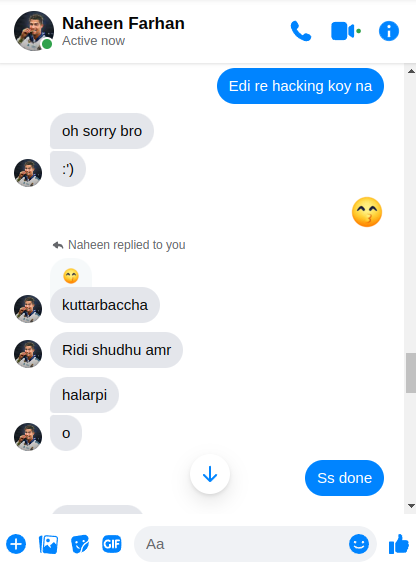 Naheen Farhan
Active now
Edi re hacking koy na
oh sorry bro
:')
Naheen replied to you
kuttarbaccha
Ridi shudhu amr
halarpi
o
Ss done
GIF
Aa